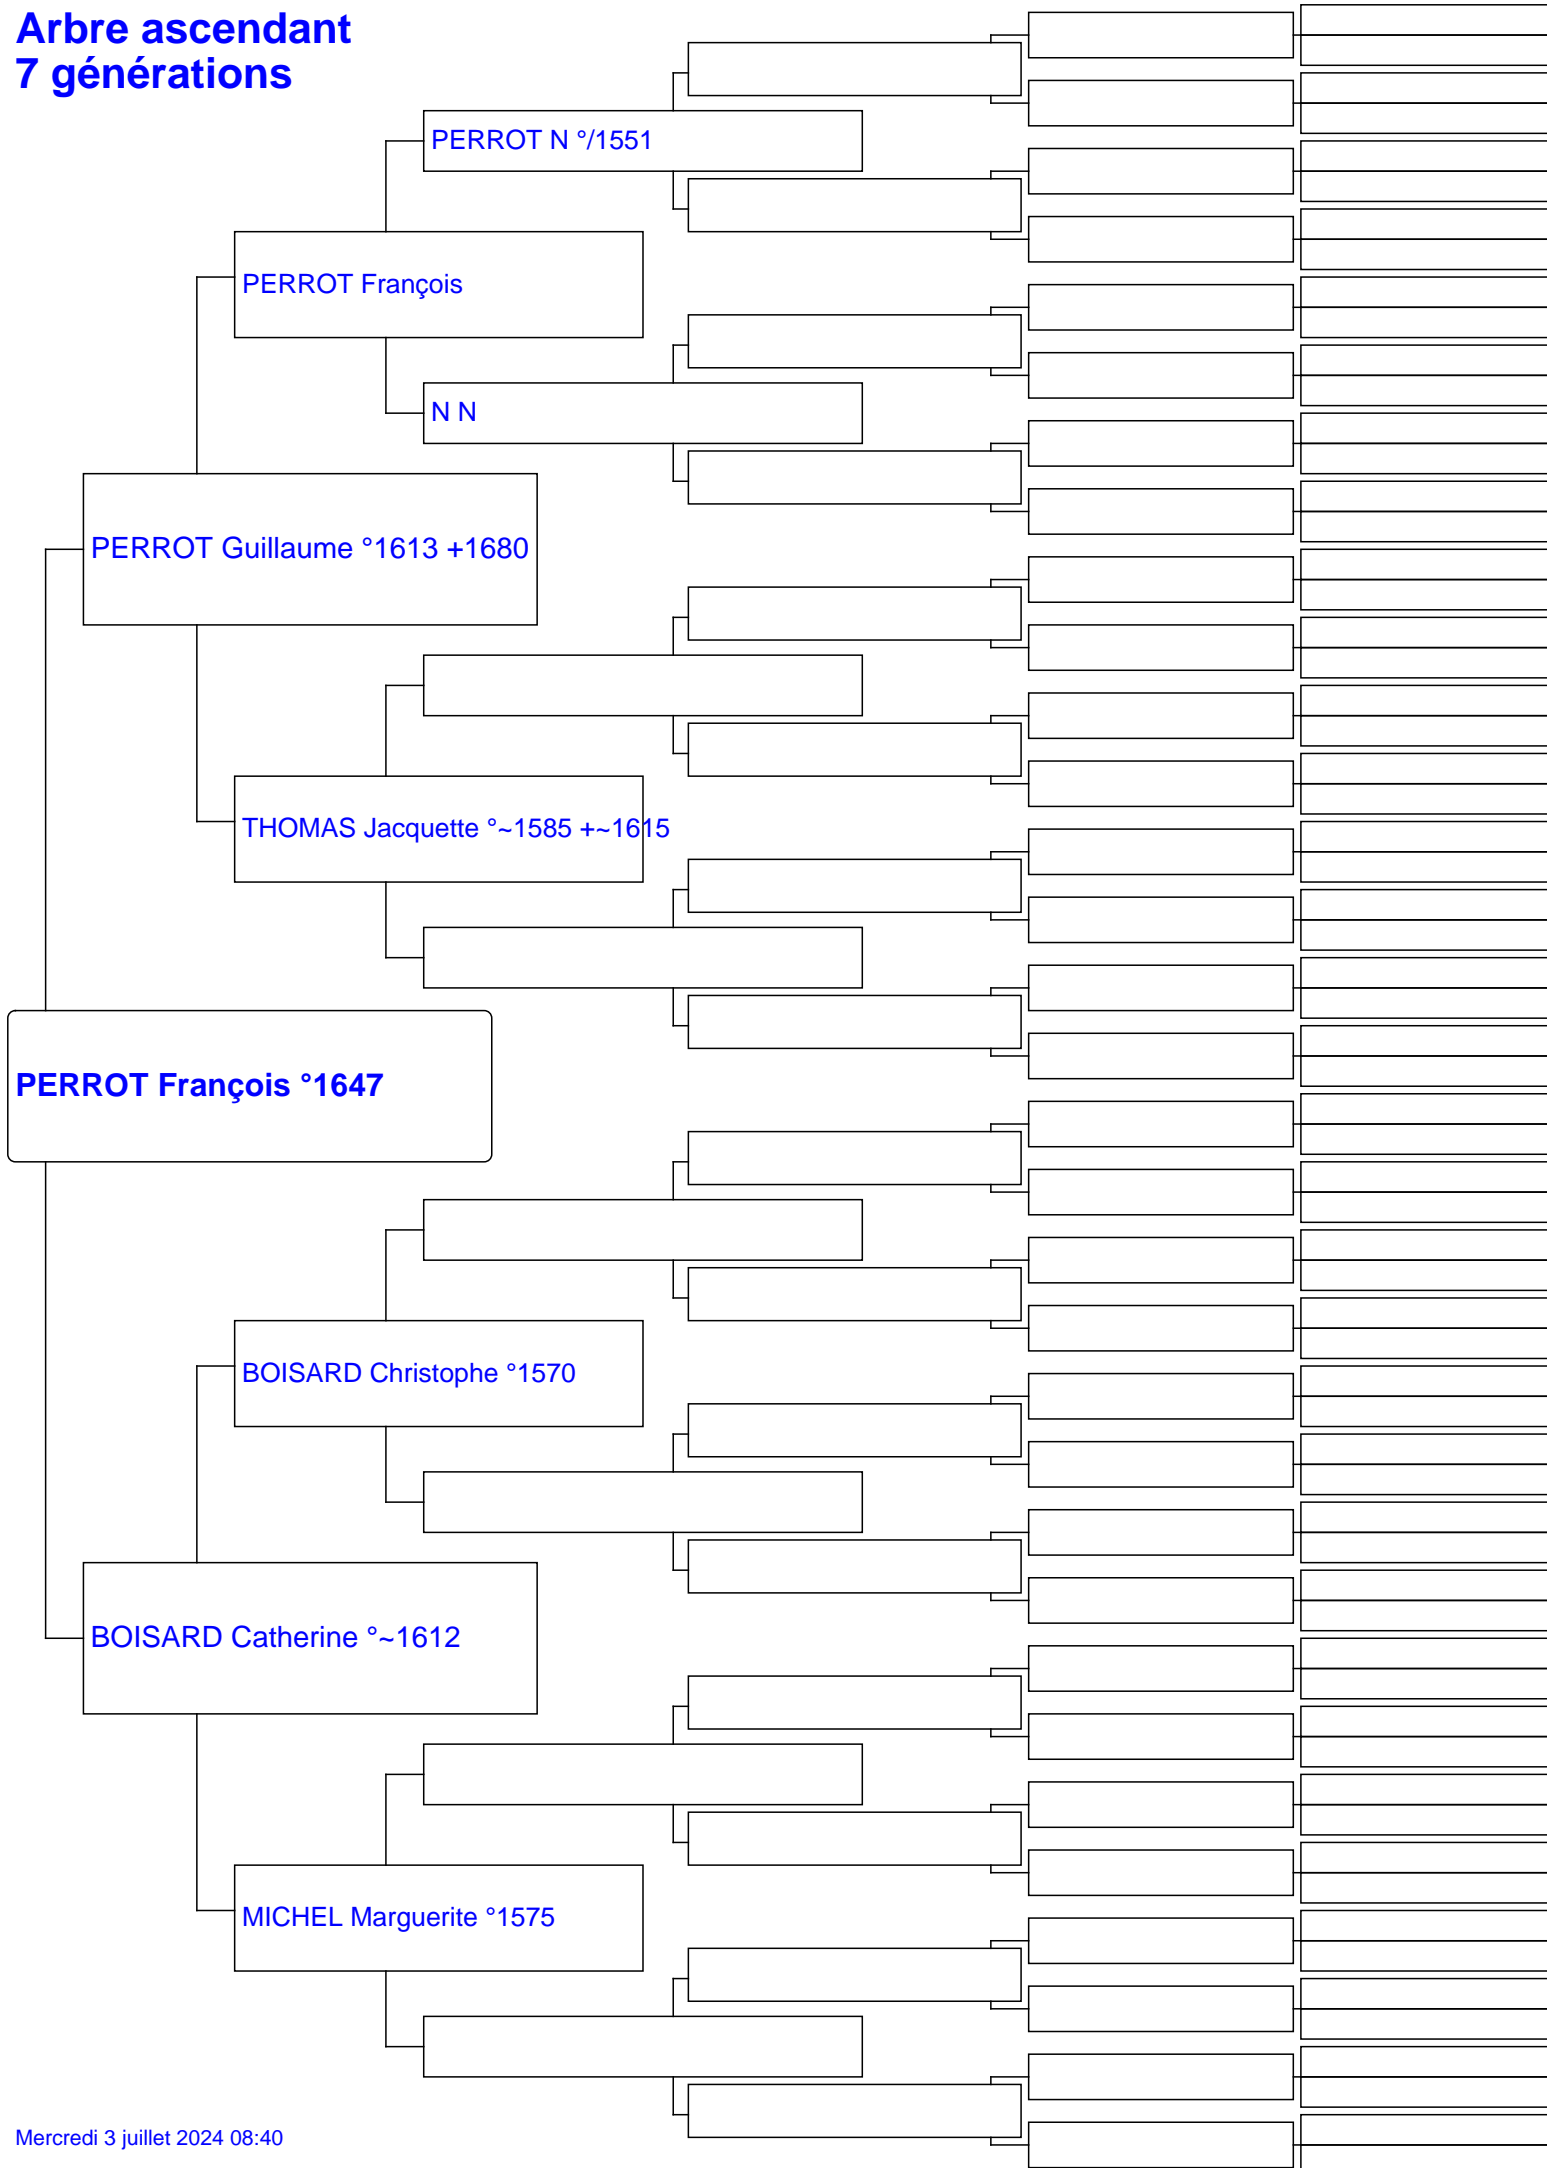 Arbre ascendant
7 générations
PERROT N °/1551
PERROT François
N N
PERROT Guillaume °1613 +1680
THOMAS Jacquette °~1585 +~1615
PERROT François °1647
BOISARD Christophe °1570
BOISARD Catherine °~1612
MICHEL Marguerite °1575
Mercredi 3 juillet 2024 08:40